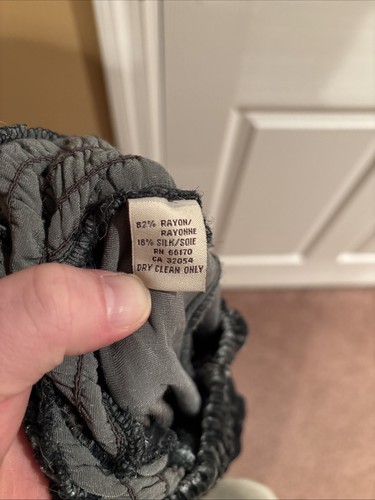 82% RAYON/
RAYONNE
18% SILK/SOIE
RN 66170
CA 32054
DRY CLEAN ONLY